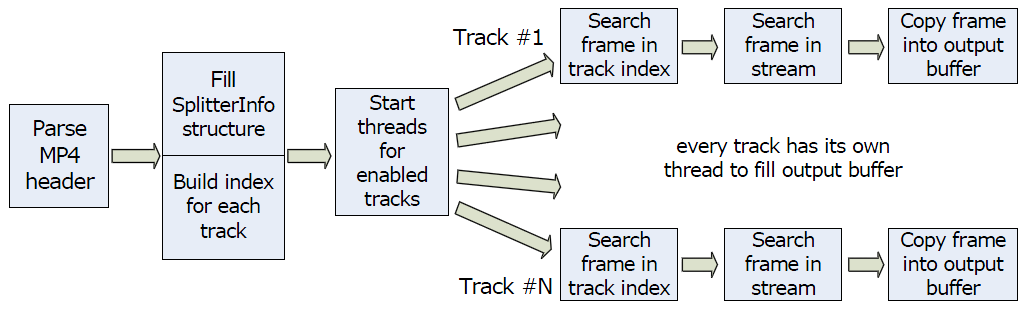 Parse
MP4
header
Fill
SplitterInfo
structure
Build index
for each
track
Start
threads
for
enabled
tracks
Track #1
Search
frame in
track index
Search
frame in
stream
Copy frame
into output
buffer
every track has its own
thread to fill output buffer
Track #N
Search
frame in
track index
Search
frame in
stream
Copy frame
into output
buffer